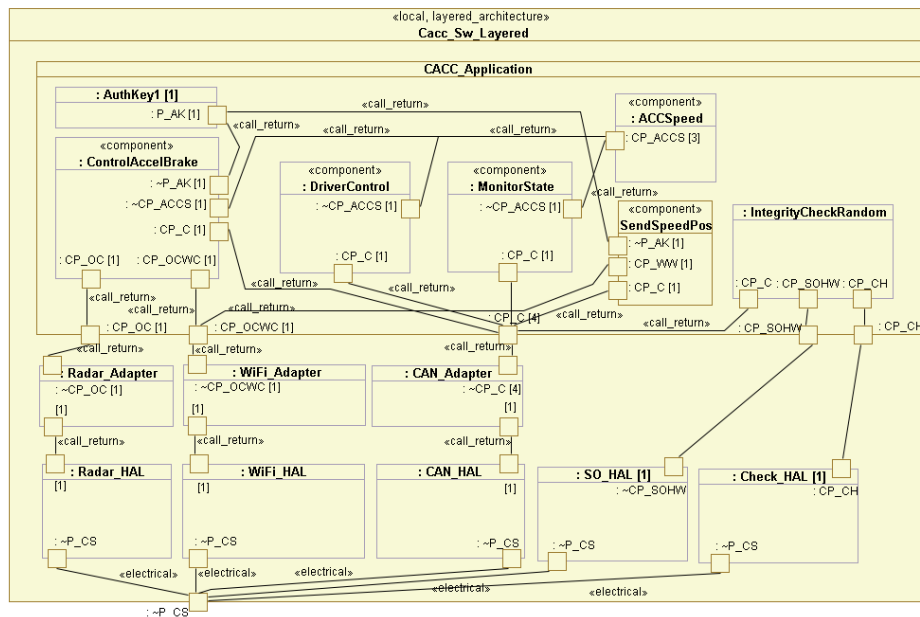 «local, layered_architecture»
Cacc_Sw_Layered
CACC_Application
: AuthKey1 [1]
: P_AK [1]
«call_return»
«call_return»
«call_return»
«call_return»
«component»
: ACCSpeed
: CP_ACCS [3]
«component»
: ControlAccelBrake
: ~P_AK [1]
: ~CP_ACCS [1]
: CP_C [1]
: CP_OC [1]
: CP_OCWC [1]
«component»
: DriverControl
: ~CP_ACCS [1]
: CP_C [1]
«component»
: MonitorState
: ~CP_ACCS [1]
: CP_C [1]
«call_return»
«component»
SendSpeedPos
: ~P_AK [1]
: CP_WW [1]
: CP_C [1]
: IntegrityCheckRandom
: CP_C
: CP_SOHW
: CP_CH
«call_return»
«call_return»
«call_return»
«call_return»
«call_return»
: CP_OC [1]
: CP_OCWC [1]
: CP_C [4]
«call_return»
: CP_SOHW
: CP_CH
«call_return»
«call_return»
«call_return»
: Radar_Adapter
: ~CP_OC [1]
[1]
: WiFi_Adapter
: ~CP_OCWC [1]
[1]
: CAN_Adapter
: ~CP_C [4]
[1]
«call_return»
«call_return»
«call_return»
: Radar_HAL
[1]
: ~P_CS
: WiFi_HAL
[1]
: ~P_CS
: CAN_HAL
[1]
: ~P_CS
: SO_HAL [1]
: ~CP_SOHW
: ~P_CS
: Check_HAL [1]
: CP_CH
: ~P_CS
«electrical»
«electrical»
«electrical»
«electrical»
«electrical»
: ~P_CS